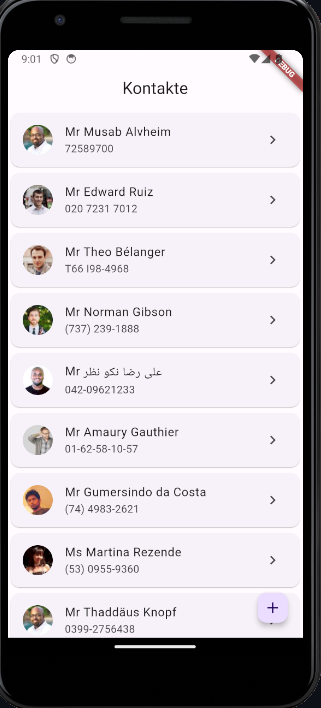 9:01
DEBUG
Kontakte
Mr Musab Alvheim
72589700
Mr Edward Ruiz
020 7231 7012
Mr Theo Bélanger
T66 I98-4968
Mr Norman Gibson
(737) 239-1888
Mr علی رضا نكو نظر
042-09621233
Mr Amaury Gauthier
01-62-58-10-57
Mr Gumersindo da Costa
(74) 4983-2621
Ms Martina Rezende
(53) 0955-9360
Mr Thaddäus Knopf
0399-2756438